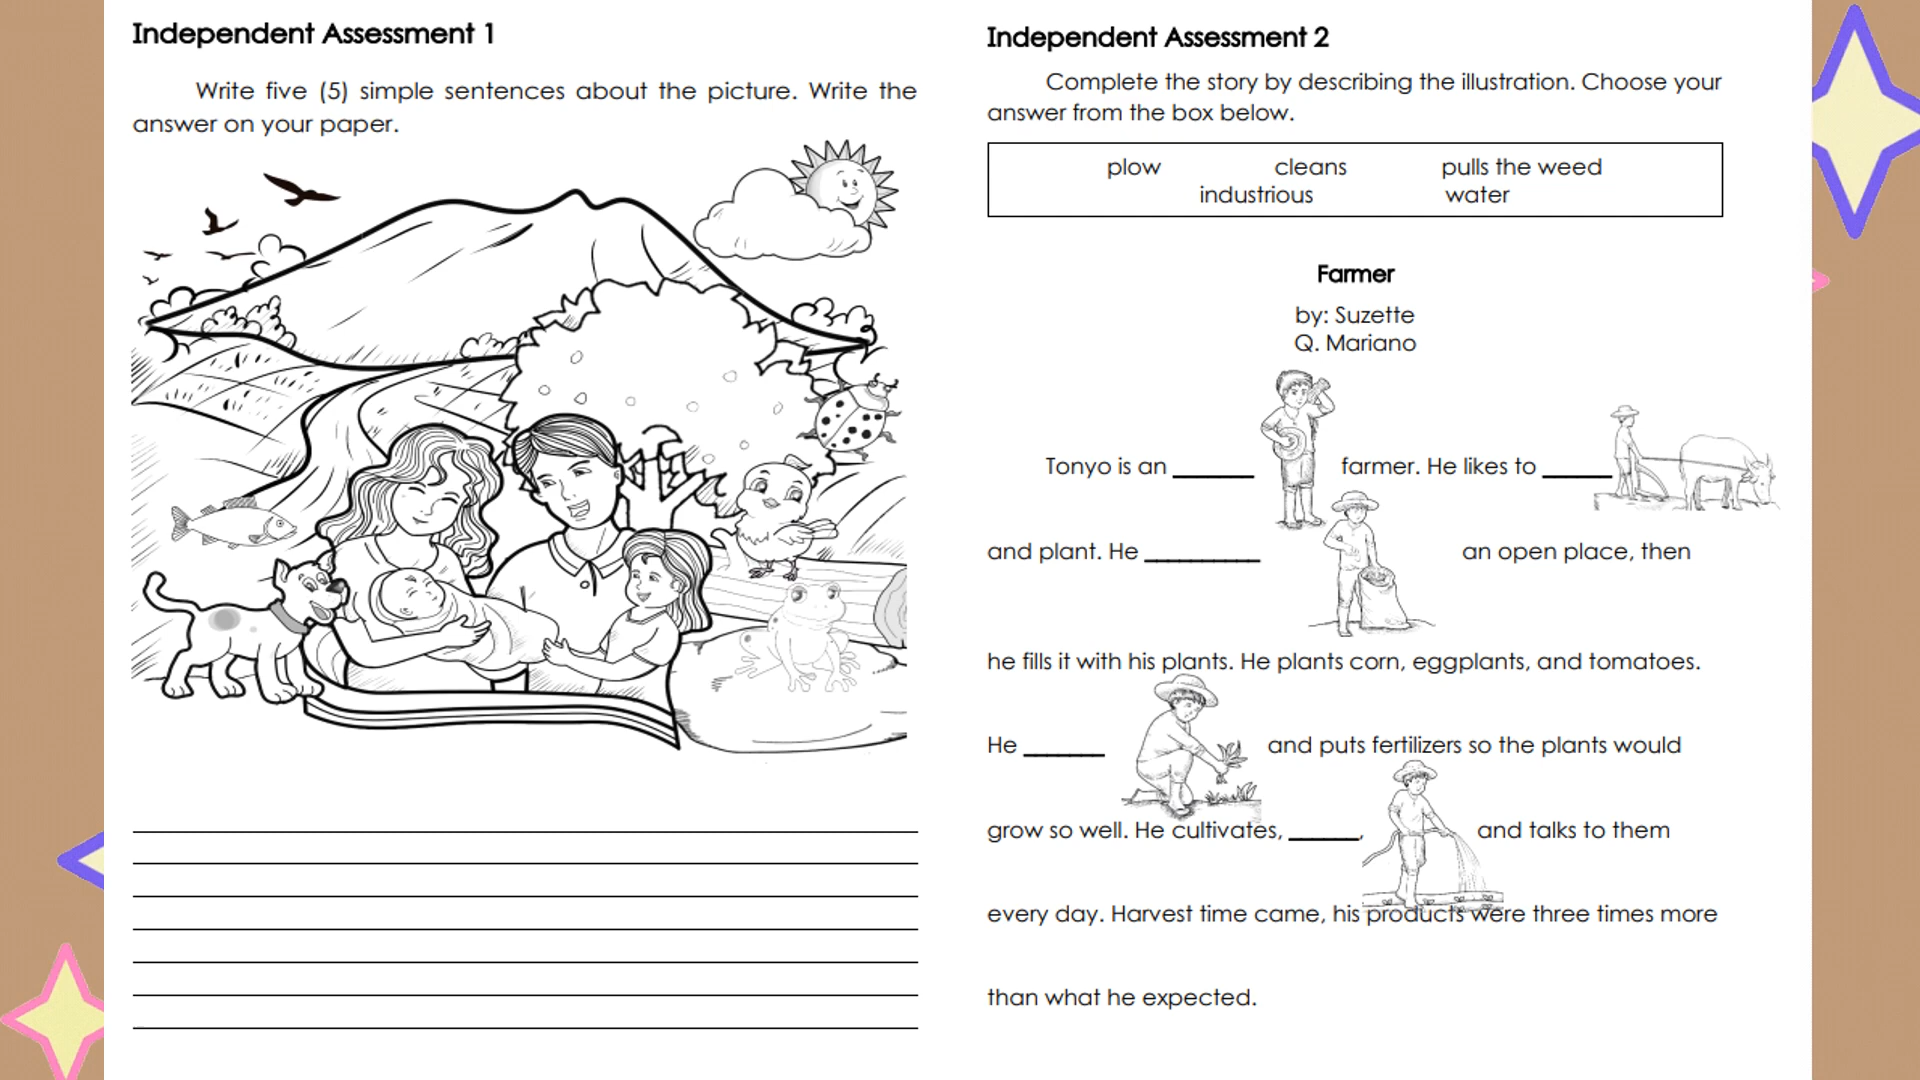 Independent Assessment 1
Write five (5) simple sentences about the picture. Write the
answer on your paper.
Independent Assessment 2
Complete the story by describing the illustration. Choose your
answer from the box below.
plow cleans pulls the weed
industrious water
Farmer
by: Suzette
Q. Mariano
Tonyo is an _______ farmer. He likes to ______
and plant. He __________ an open place, then
he fills it with his plants. He plants corn, eggplants, and tomatoes.
He _______ and puts fertilizers so the plants would
grow so well. He cultivates, ______, and talks to them
every day. Harvest time came, his products were three times more
than what he expected.